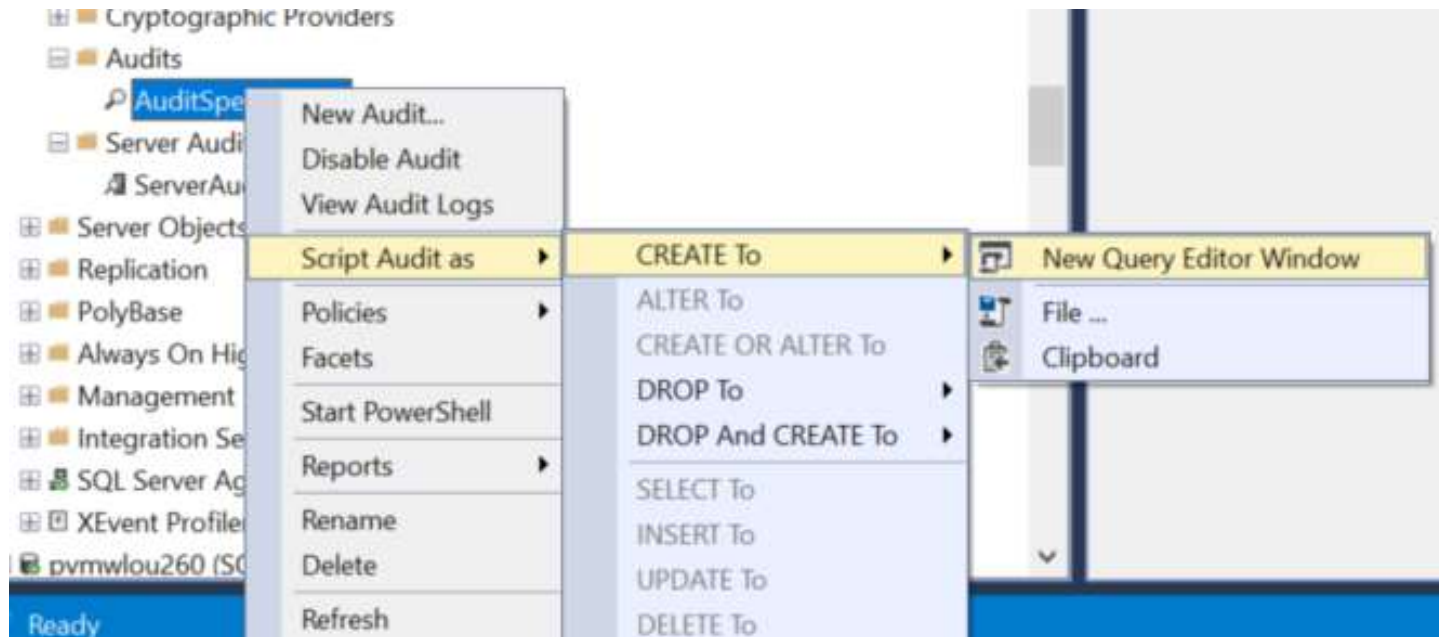 Cryptographic Providers
Audits
AuditSpe
Server Audi
ServerAu
Server Objects
Replication
PolyBase
Always On Hig
Management
Integration Se
SQL Server Ag
XEvent Profile
pvmwlou260 (SQ
Ready
New Audit...
Disable Audit
View Audit Logs
Script Audit as
Policies
Facets
Start PowerShell
Reports
Rename
Delete
Refresh
CREATE To
ALTER To
CREATE OR ALTER To
DROP To
DROP And CREATE To
SELECT To
INSERT To
UPDATE To
DELETE To
New Query Editor Window
File ...
Clipboard